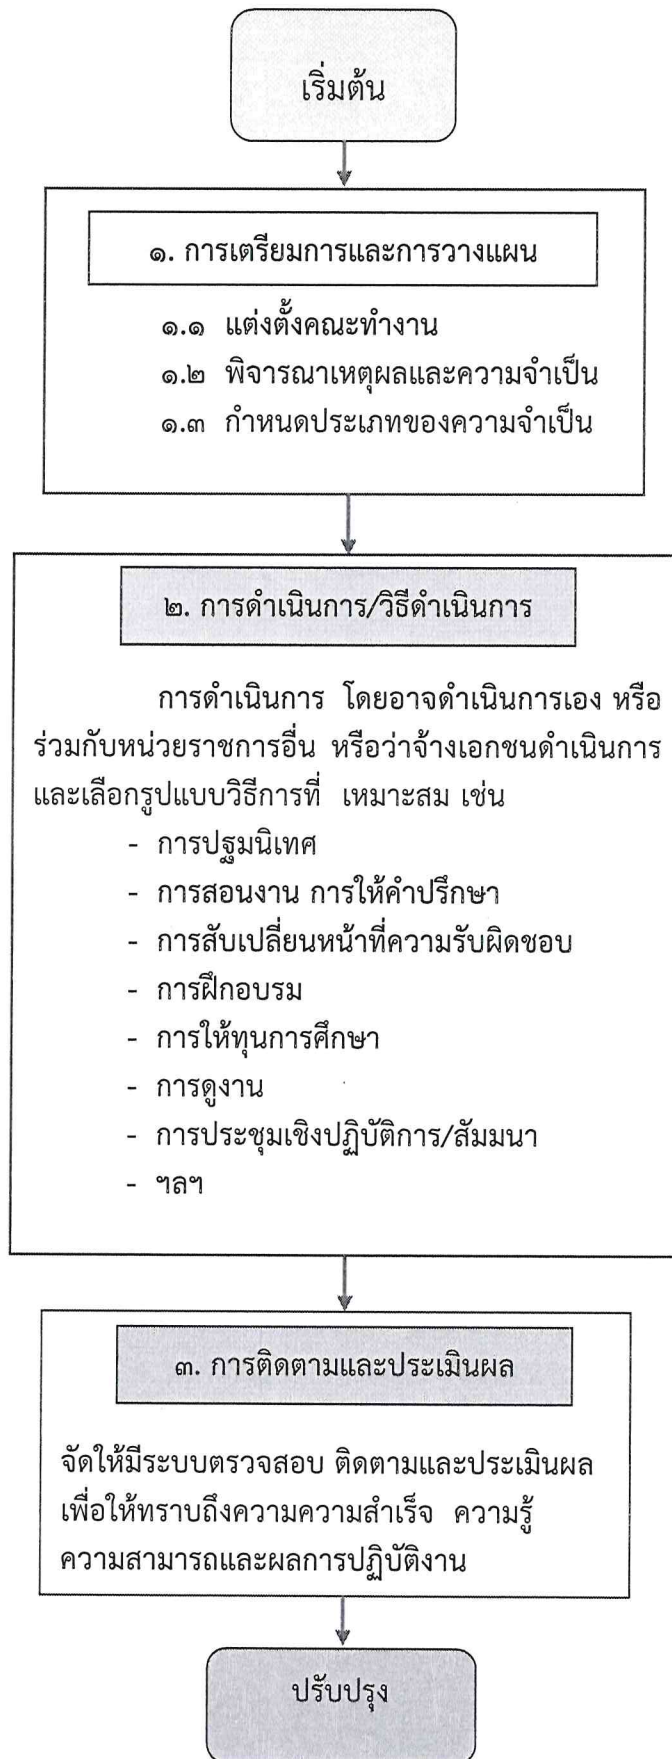 เริ่มต้น
๑. การเตรียมการและการวางแผน
๑.๑ แต่งตั้งคณะทำงาน
๑.๒ พิจารณาเหตุผลและความจำเป็น
๑.๓ กำหนดประเภทของความจำเป็น
๒. การดำเนินการ/วิธีดำเนินการ
การดำเนินการ โดยอาจดำเนินการเอง หรือ
ร่วมกับหน่วยราชการอื่น หรือว่าจ้างเอกชนดำเนินการ
และเลือกรูปแบบวิธีการที่ เหมาะสม เช่น
- การปฐมนิเทศ
- การสอนงาน การให้คำปรึกษา
- การสับเปลี่ยนหน้าที่ความรับผิดชอบ
- การฝึกอบรม
- การให้ทุนการศึกษา
- การดูงาน
- การประชุมเชิงปฏิบัติการ/สัมมนา
- ฯลฯ
๓. การติดตามและประเมินผล
จัดให้มีระบบตรวจสอบ ติดตามและประเมินผล
เพื่อให้ทราบถึงความความสำเร็จ ความรู้
ความสามารถและผลการปฏิบัติงาน
ปรับปรุง